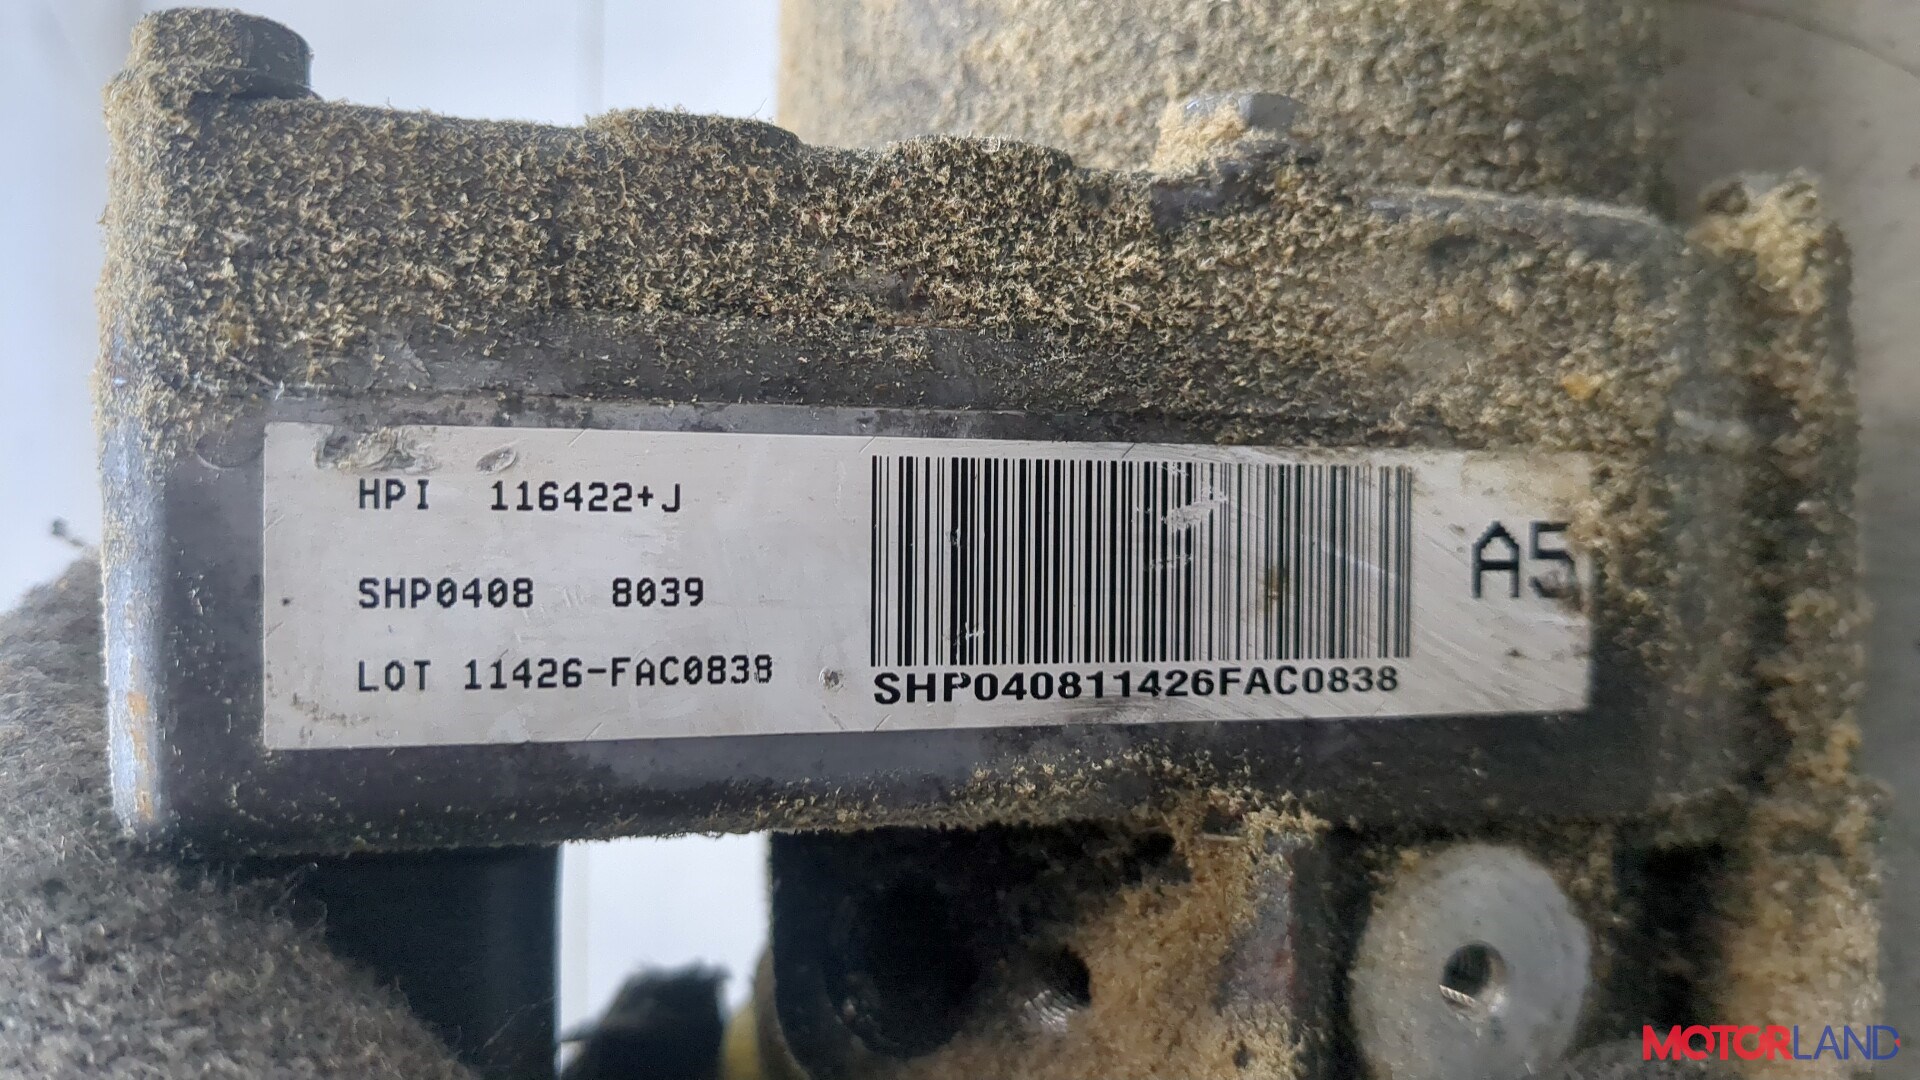 HPI 116422+J
SHP0408 8039
LOT 11426-FAC0838
SHP040811426FAC0838
A5
MOTORLAND